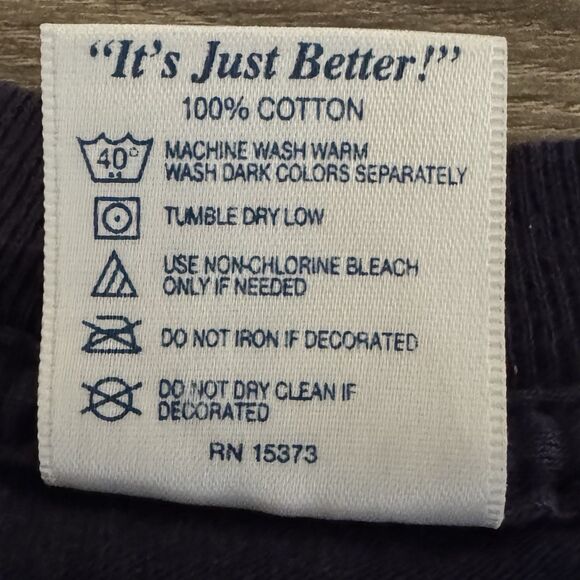 “It's Just Better!”
100% COTTON
40°
MACHINE WASH WARM
WASH DARK COLORS SEPARATELY
TUMBLE DRY LOW
USE NON-CHLORINE BLEACH
ONLY IF NEEDED
DO NOT IRON IF DECORATED
DO NOT DRY CLEAN IF
DECORATED
RN 15373